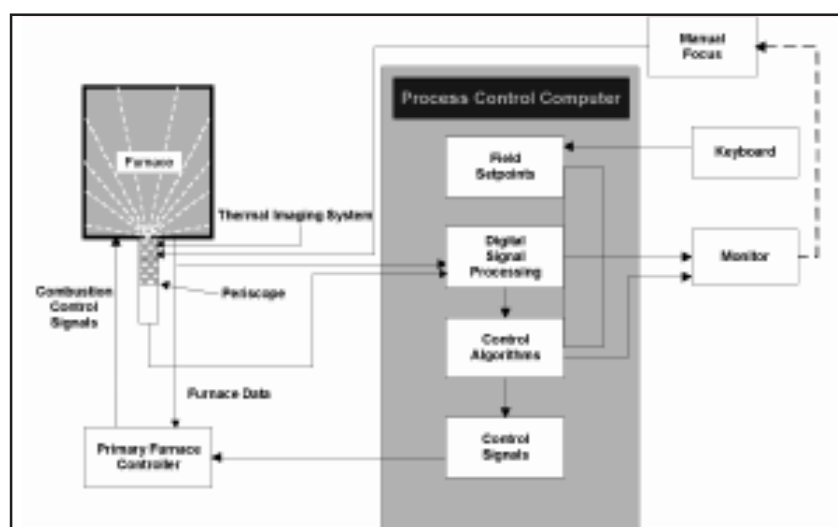 Manual
Focus
Process Control Computer
Furnace
Field
Setpoints
Keyboard
Thermal Imaging System
Digital
Signal
Processing
Monitor
Combustion
Control
Signals
Periscope
Control
Algorithms
Furnace Data
Primary Furnace
Controller
Control
Signals